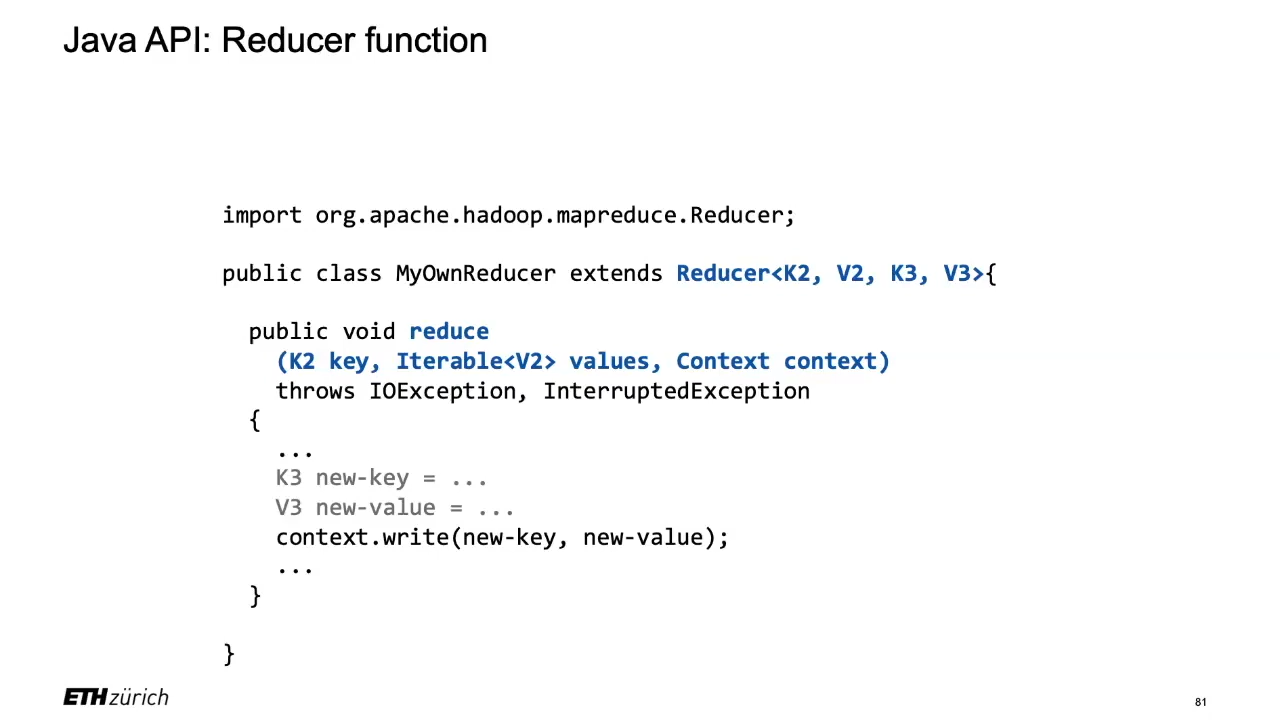 Java API: Reducer function
import org.apache.hadoop.mapreduce.Reducer;
public class MyOwnReducer extends Reducer<K2, V2, K3, V3>{
public void reduce
(K2 key, Iterable<V2> values, Context context)
throws IOException, InterruptedException
{
...
K3 new-key = ...
V3 new-value = ...
context.write(new-key, new-value);
...
}
}
ETH zürich
81